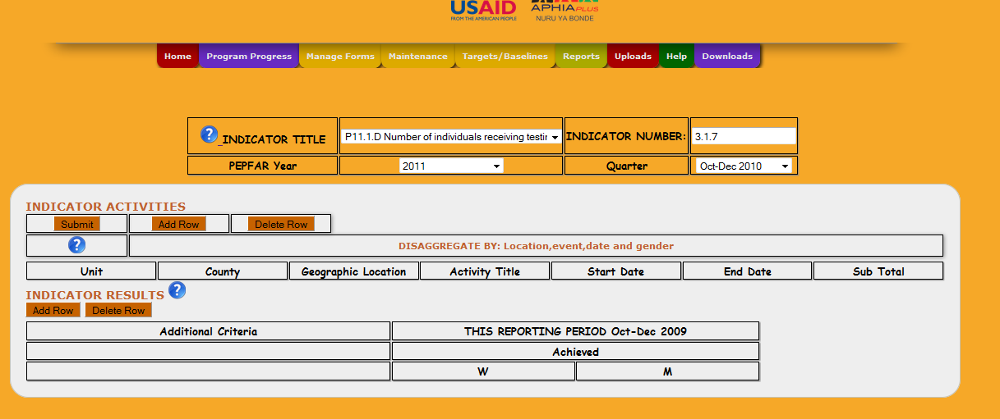 USAID
FROM THE AMERICAN PEOPLE
APHIAPLUS
NURU YA BONDE
Home Program Progress Manage Forms Maintenance Targets/Baselines Reports Uploads Help Downloads
? INDICATOR TITLE P11.1.D Number of individuals receiving testin INDICATOR NUMBER: 3.1.7
PEPFAR Year 2011 Quarter Oct-Dec 2010
INDICATOR ACTIVITIES
Submit Add Row Delete Row
? DISAGGREGATE BY: Location,event,date and gender
Unit County Geographic Location Activity Title Start Date End Date Sub Total
INDICATOR RESULTS ?
Add Row Delete Row
Additional Criteria THIS REPORTING PERIOD Oct-Dec 2009
Achieved
W M